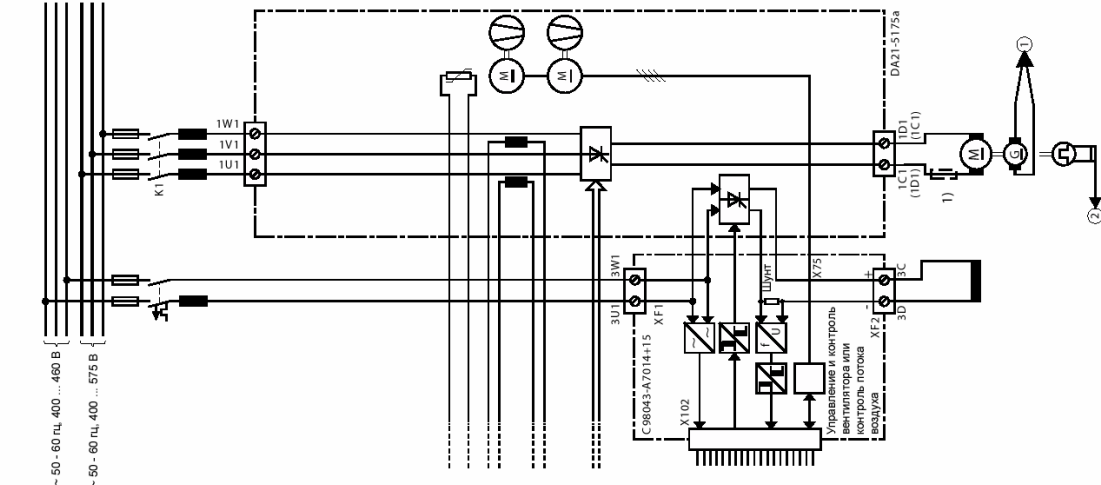 DA21-5175a
M
M
1W1
1V1
1U1
K1
1D1
(1C1)
1C1
(1D1)
1)
M
G
1
2
3W1
3U1
XF1
X75
Шунт
+
-
3C
3D
XF2
~
~
f
U
C98043-A7014+15
X102
Управление и контроль
вентилятора или
контроль потока
воздуха
~ 50 - 60 гц, 400 ... 460 В
~ 50 - 60 гц, 400 ... 575 В